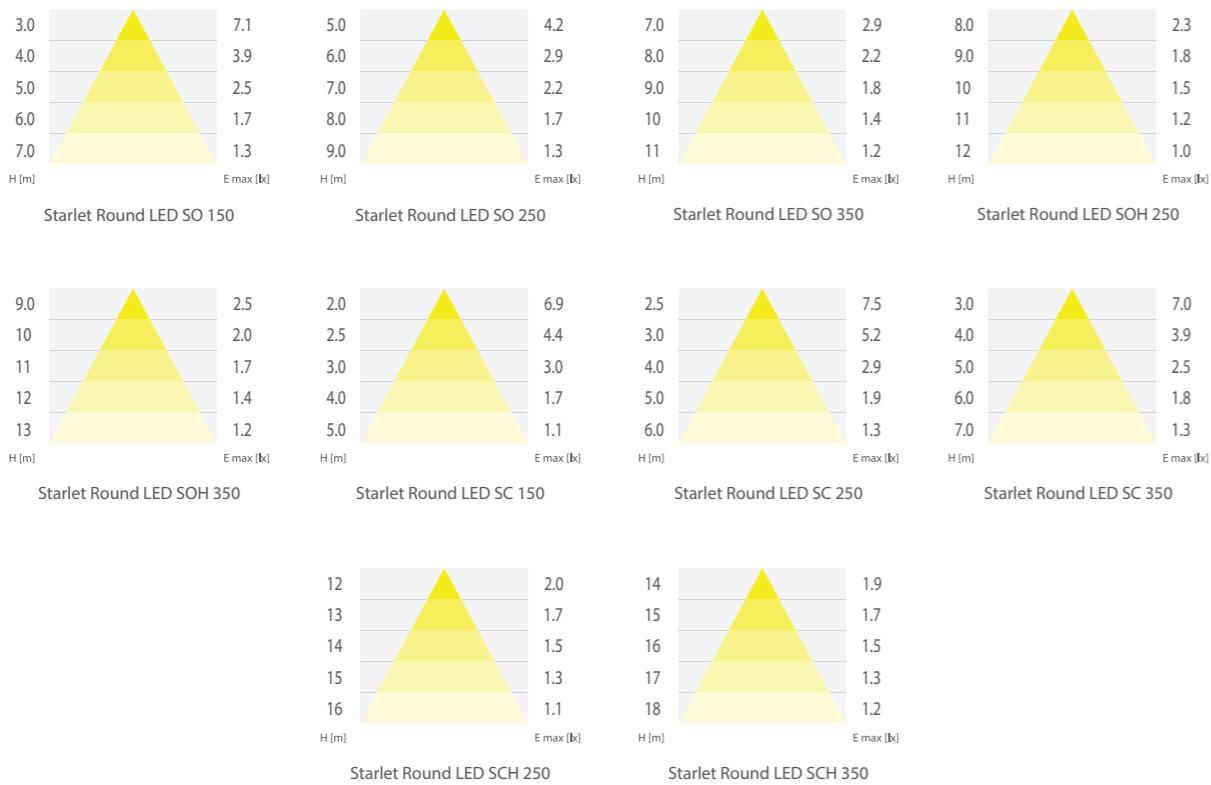 3.0 7.1 5.0 4.2 7.0 2.9 8.0 2.3
4.0 3.9 6.0 2.9 8.0 2.2 9.0 1.8
5.0 2.5 7.0 2.2 9.0 1.8 10 1.5
6.0 1.7 8.0 1.7 10 1.4 11 1.2
7.0 1.3 9.0 1.3 11 1.2 12 1.0
H [m] E max [lx] H [m] E max [lx] H [m] E max [lx] H [m] E max [lx]
Starlet Round LED SO 150 Starlet Round LED SO 250 Starlet Round LED SO 350 Starlet Round LED SOH 250
9.0 2.5 2.0 6.9 2.5 7.5 3.0 7.0
10 2.0 2.5 4.4 3.0 5.2 4.0 3.9
11 1.7 3.0 3.0 4.0 2.9 5.0 2.5
12 1.4 4.0 1.7 5.0 1.9 6.0 1.8
13 1.2 5.0 1.1 6.0 1.3 7.0 1.3
H [m] E max [lx] H [m] E max [lx] H [m] E max [lx] H [m] E max [lx]
Starlet Round LED SOH 350 Starlet Round LED SC 150 Starlet Round LED SC 250 Starlet Round LED SC 350
12 2.0 14 1.9
13 1.7 15 1.7
14 1.5 16 1.5
15 1.3 17 1.3
16 1.1 18 1.2
H [m] E max [lx] H [m] E max [lx]
Starlet Round LED SCH 250 Starlet Round LED SCH 350